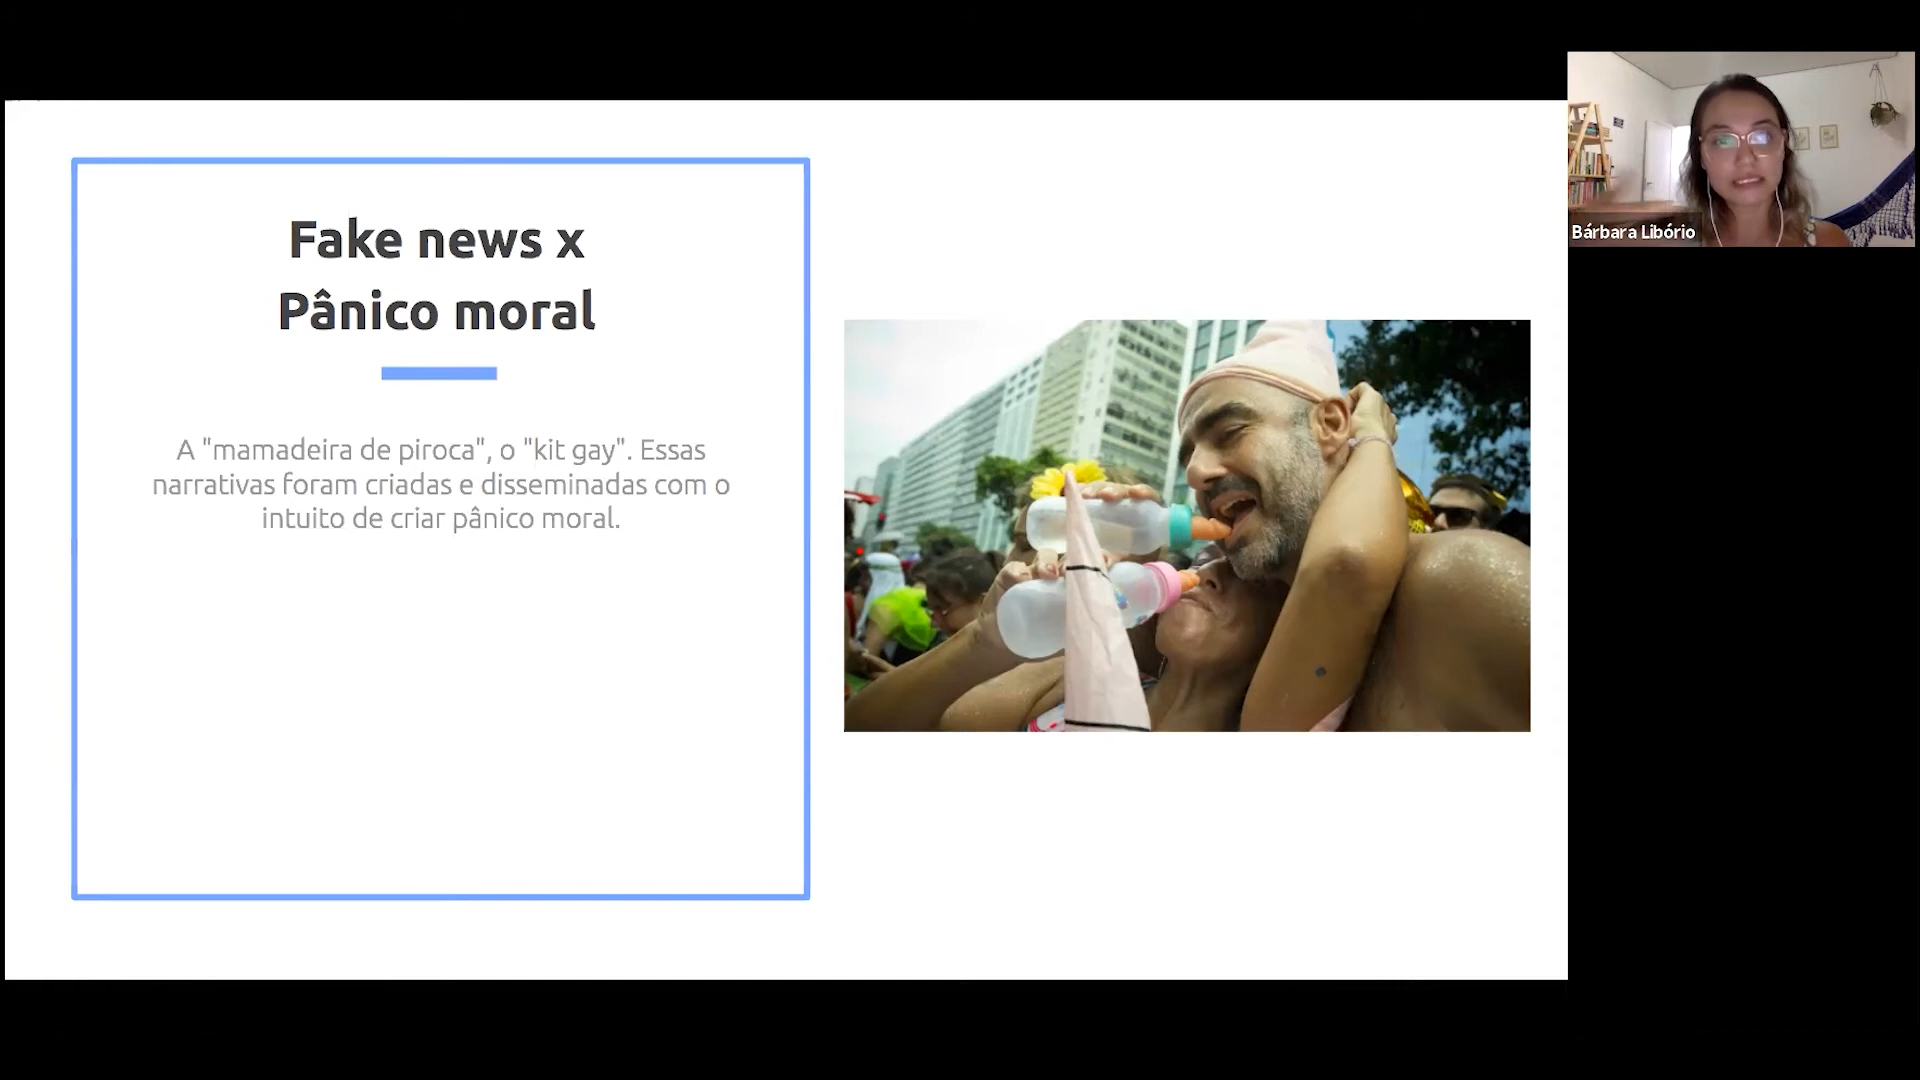 Fake news x
Pânico moral
A "mamadeira de piroca", o "kit gay". Essas
narrativas foram criadas e disseminadas com o
intuito de criar pânico moral.
Bárbara Libório